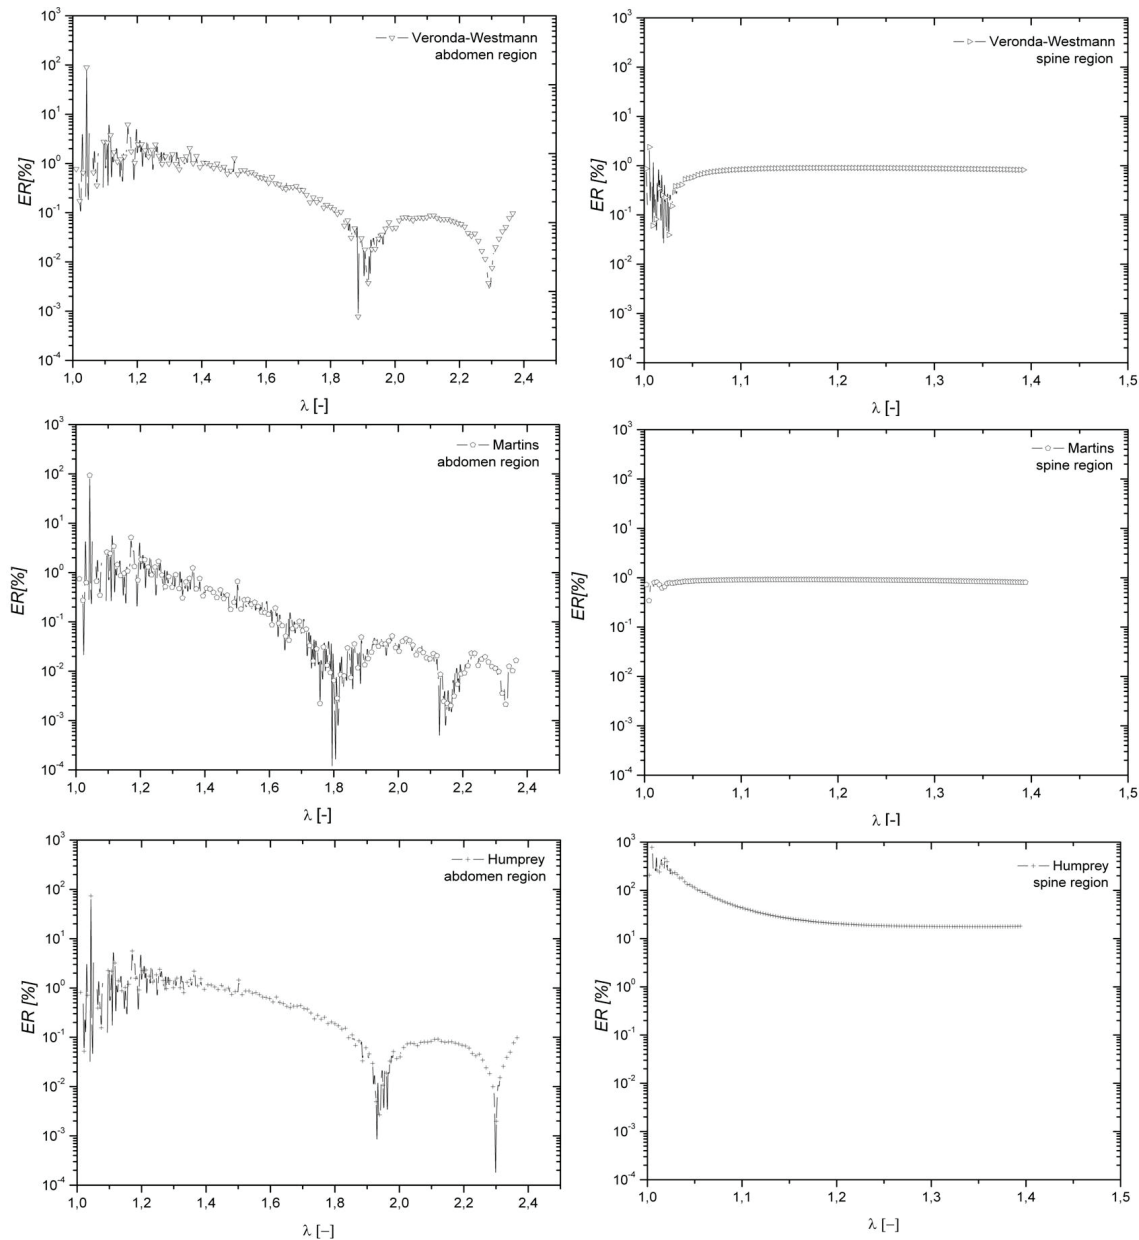 10³
10²
10¹
10⁰
10⁻¹
10⁻²
10⁻³
10⁻⁴
ER[%]
Veronda-Westmann
abdomen region
1,0 1,2 1,4 1,6 1,8 2,0 2,2 2,4
λ [-]
10³
10²
10¹
10⁰
10⁻¹
10⁻²
10⁻³
10⁻⁴
ER [%]
Veronda-Westmann
spine region
1,0 1,1 1,2 1,3 1,4 1,5
λ [-]
10³
10²
10¹
10⁰
10⁻¹
10⁻²
10⁻³
10⁻⁴
ER[%]
Martins
abdomen region
1,0 1,2 1,4 1,6 1,8 2,0 2,2 2,4
λ [-]
10³
10²
10¹
10⁰
10⁻¹
10⁻²
10⁻³
10⁻⁴
ER[%]
Martins
spine region
1,0 1,1 1,2 1,3 1,4 1,5
λ [-]
10³
10²
10¹
10⁰
10⁻¹
10⁻²
10⁻³
10⁻⁴
ER [%]
Humprey
abdomen region
1,0 1,2 1,4 1,6 1,8 2,0 2,2 2,4
λ [–]
10³
10²
10¹
10⁰
10⁻¹
10⁻²
10⁻³
10⁻⁴
ER [%]
Humprey
spine region
1,0 1,1 1,2 1,3 1,4 1,5
λ [–]